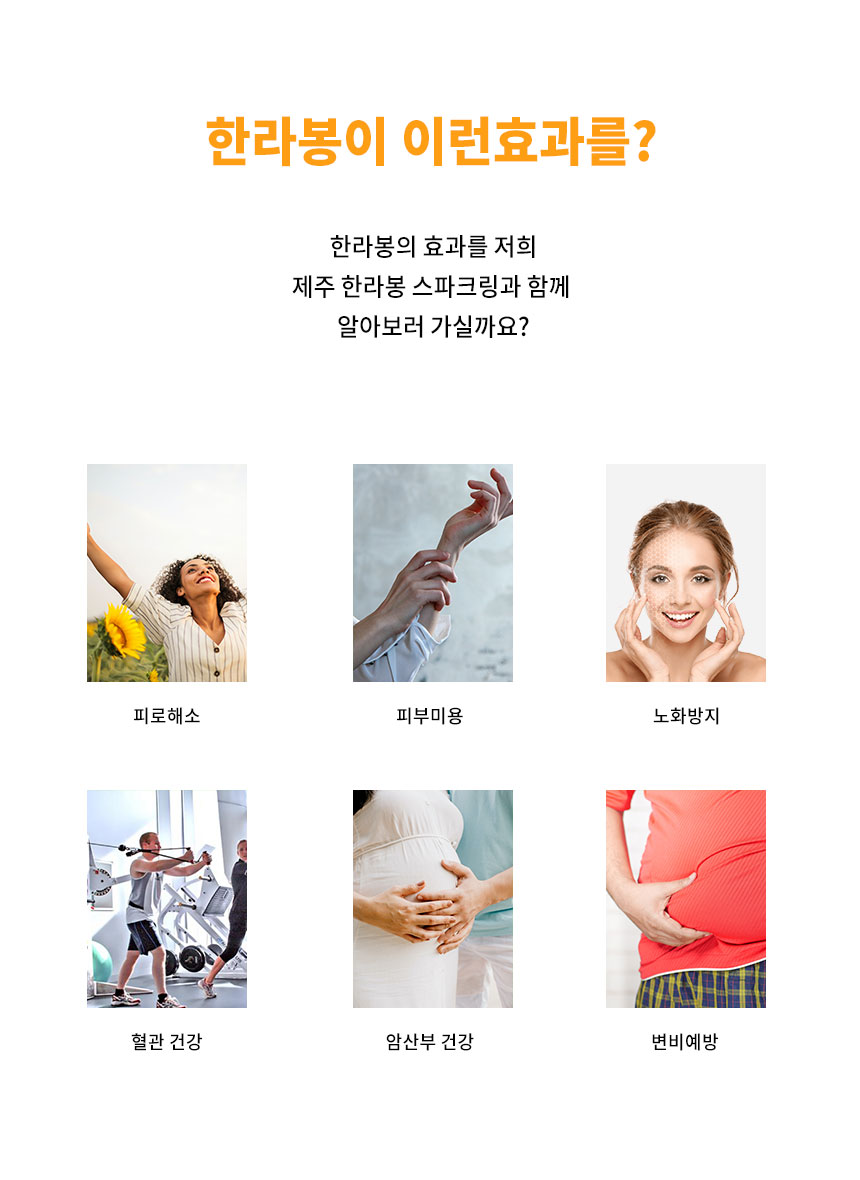 한라봉이 이런효과를?
한라봉의 효과를 저희
제주 한라봉 스파크링과 함께
알아보러 가실까요?
피로해소
피부미용
노화방지
혈관 건강
암산부 건강
변비예방